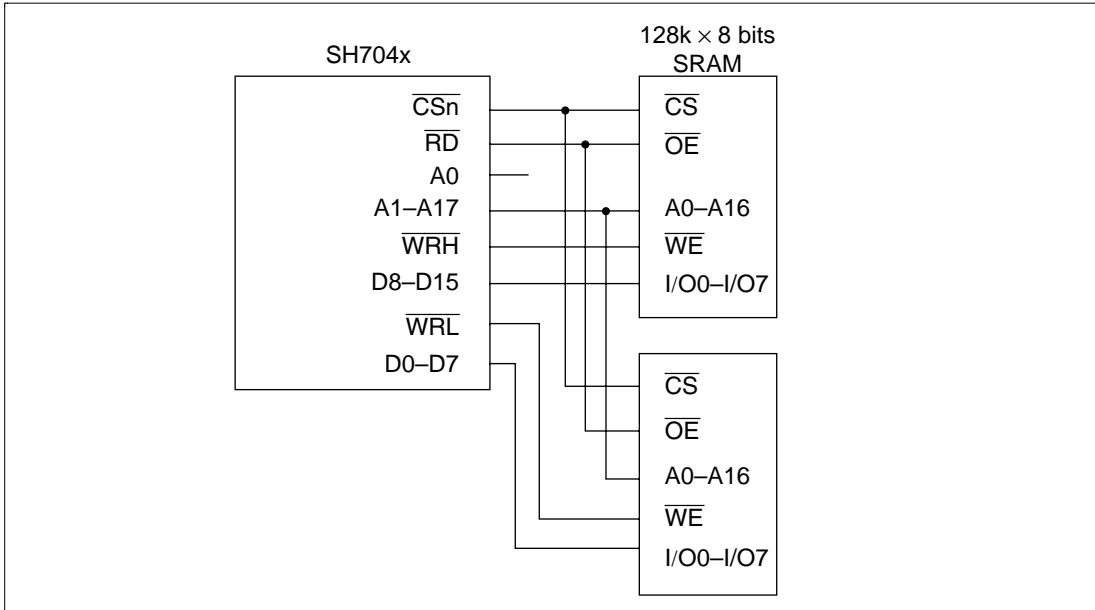 SH704x
128k × 8 bits
SRAM
CSn
RD
A0
A1–A17
WRH
D8–D15
WRL
D0–D7
CS
OE
A0–A16
WE
I/O0–I/O7
CS
OE
A0–A16
WE
I/O0–I/O7